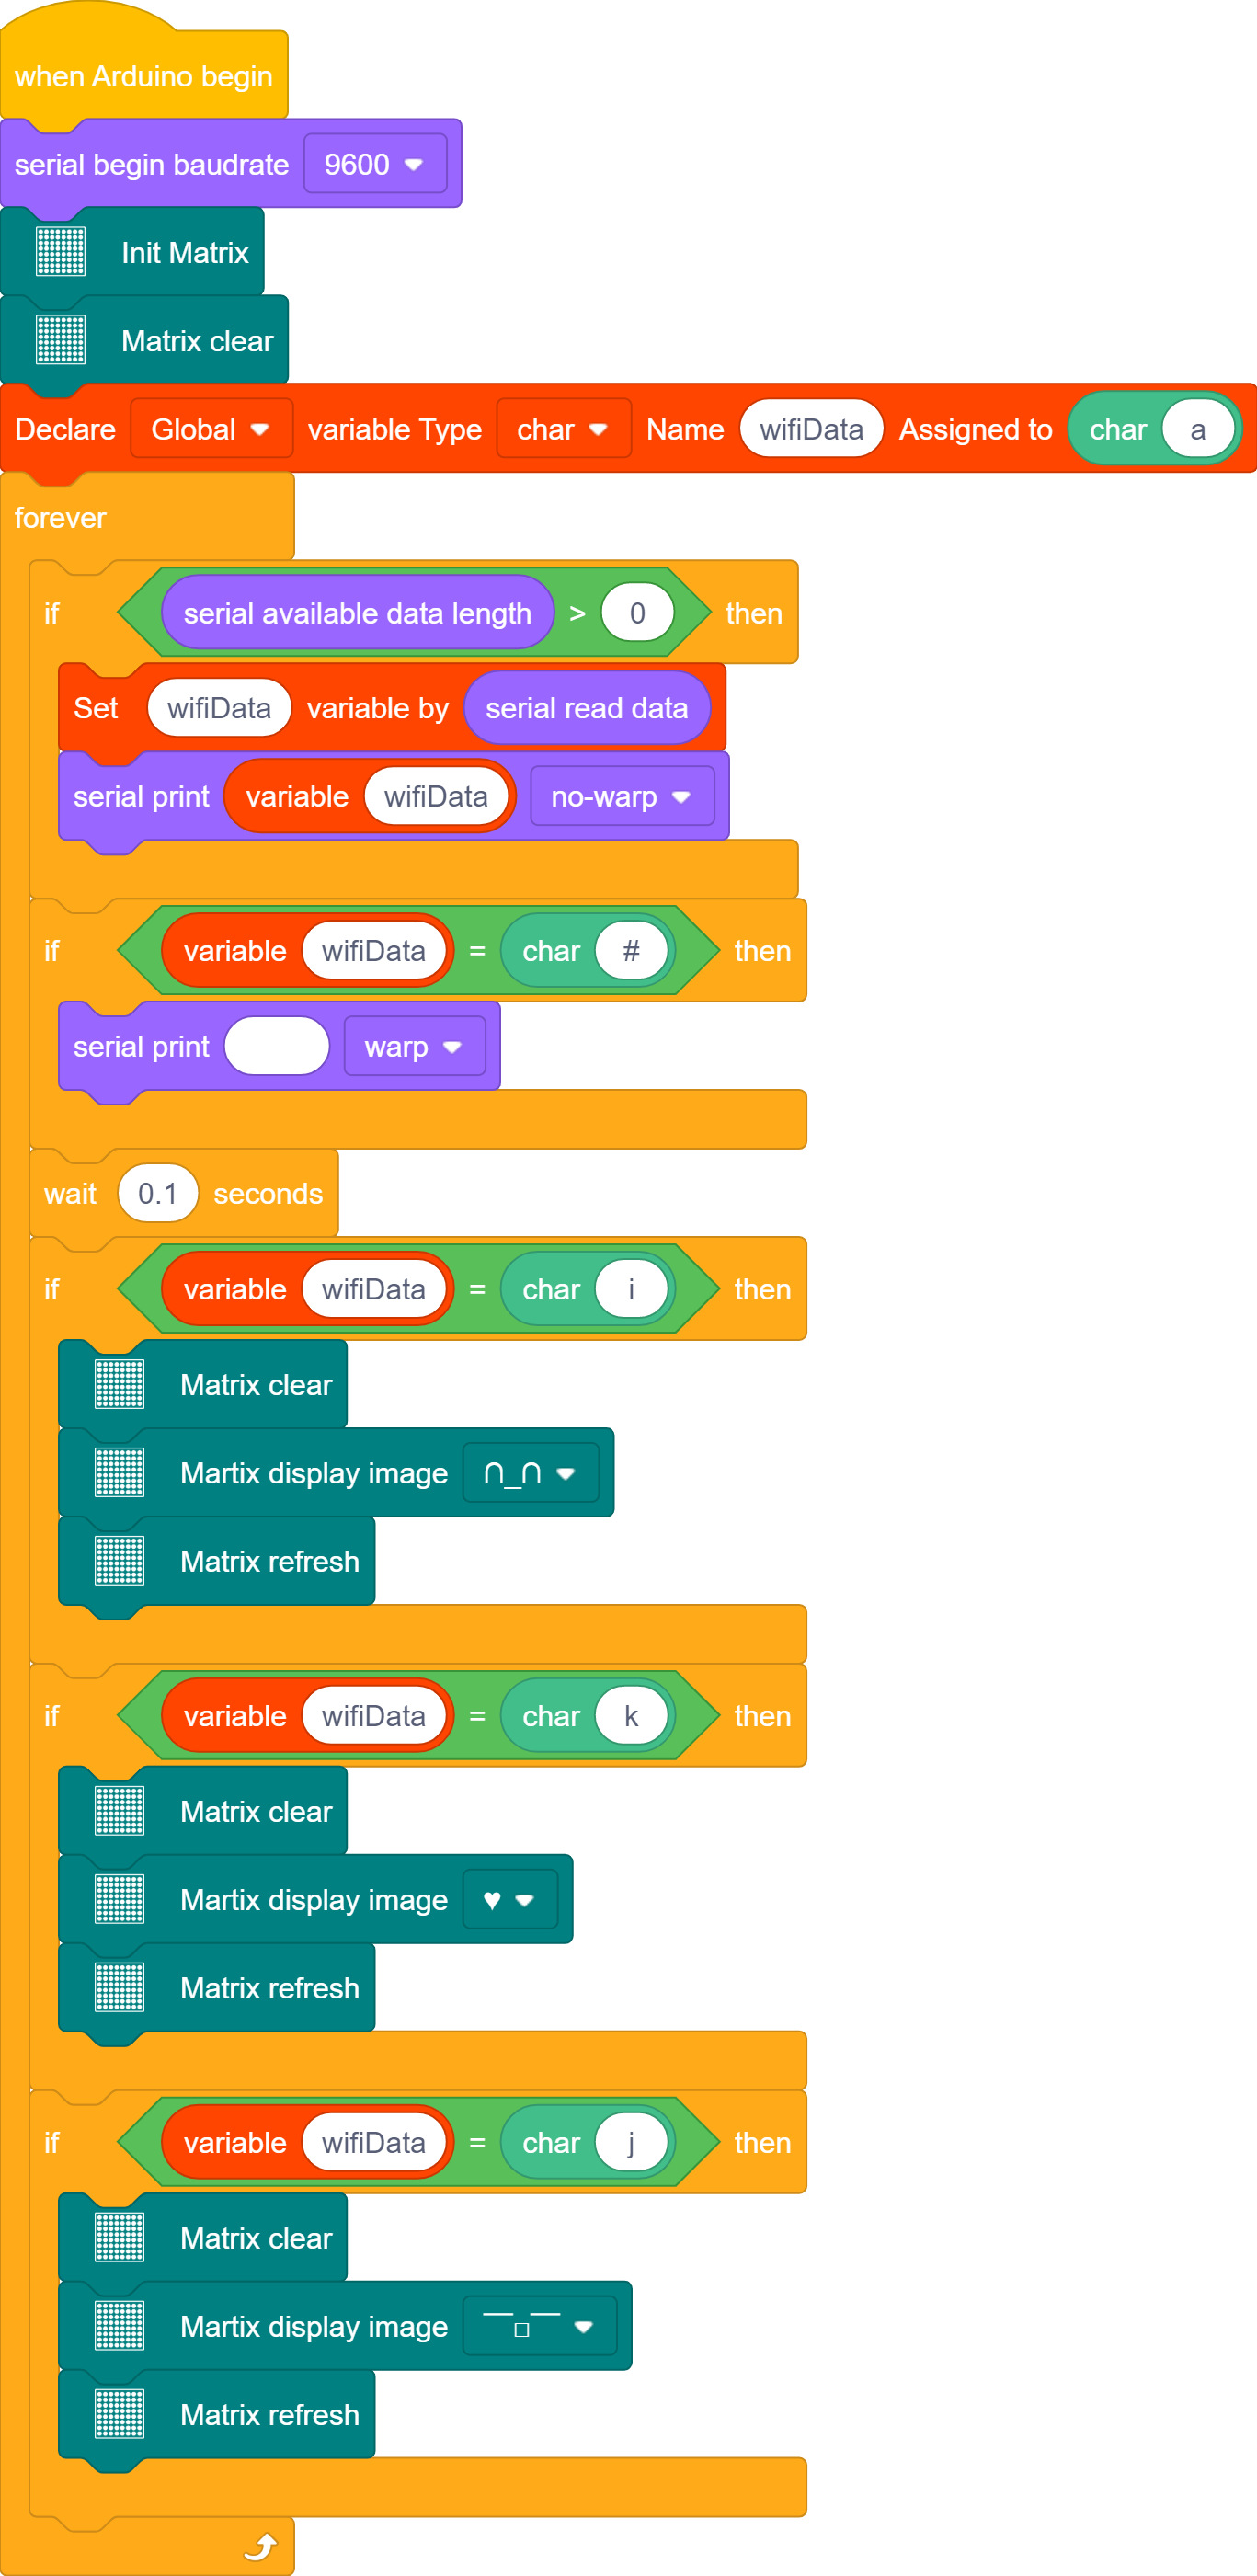 when Arduino begin
serial begin baudrate 9600
Init Matrix
Matrix clear
Declare Global variable Type char Name wifiData Assigned to char a
forever
if serial available data length > 0 then
Set wifiData variable by serial read data
serial print variable wifiData no-warp
if variable wifiData = char # then
serial print warp
wait 0.1 seconds
if variable wifiData = char i then
Matrix clear
Martix display image ∩_∩
Matrix refresh
if variable wifiData = char k then
Matrix clear
Martix display image ♥
Matrix refresh
if variable wifiData = char j then
Matrix clear
Martix display image ￣□￣
Matrix refresh